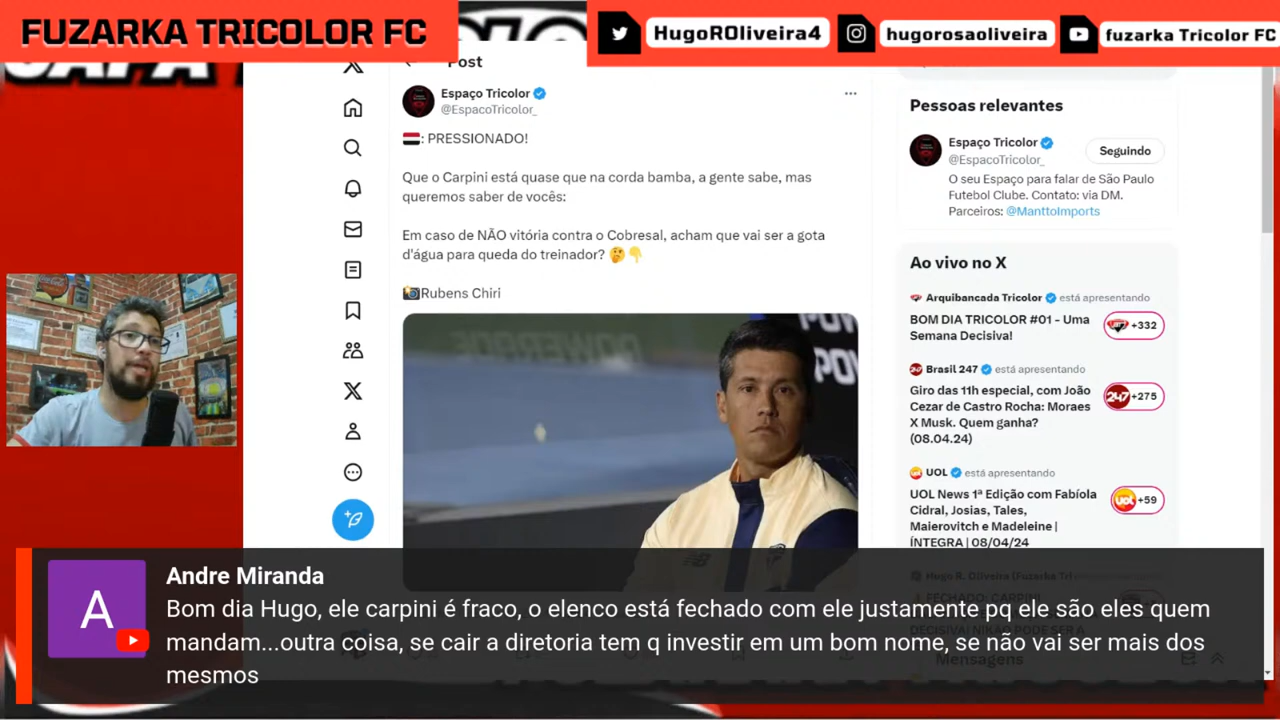 FUZARKA TRICOLOR FC
HugoROliveira4
hugorosaoliveira
fuzarka Tricolor FC
Post
Espaço Tricolor
@EspacoTricolor_
: PRESSIONADO!
Que o Carpini está quase que na corda bamba, a gente sabe, mas
queremos saber de vocês:
Em caso de NÃO vitória contra o Cobresal, acham que vai ser a gota
d'água para queda do treinador? 🤔👇
📸Rubens Chiri
POWERADE
Pessoas relevantes
Espaço Tricolor
@EspacoTricolor_
Seguindo
O seu Espaço para falar de São Paulo
Futebol Clube. Contato: via DM.
Parceiros: @ManttoImports
Ao vivo no X
Arquibancada Tricolor está apresentando
BOM DIA TRICOLOR #01 - Uma
Semana Decisiva!
+332
Brasil 247 está apresentando
Giro das 11h especial, com João
Cezar de Castro Rocha: Moraes
X Musk. Quem ganha?
(08.04.24)
247
+275
UOL está apresentando
UOL News 1ª Edição com Fabíola
Cidral, Josias, Tales,
Maierovitch e Madeleine |
ÍNTEGRA | 08/04/24
UOL
+59
Mensagens
A
Andre Miranda
Bom dia Hugo, ele carpini é fraco, o elenco está fechado com ele justamente pq ele são eles quem
mandam...outra coisa, se cair a diretoria tem q investir em um bom nome, se não vai ser mais dos
mesmos